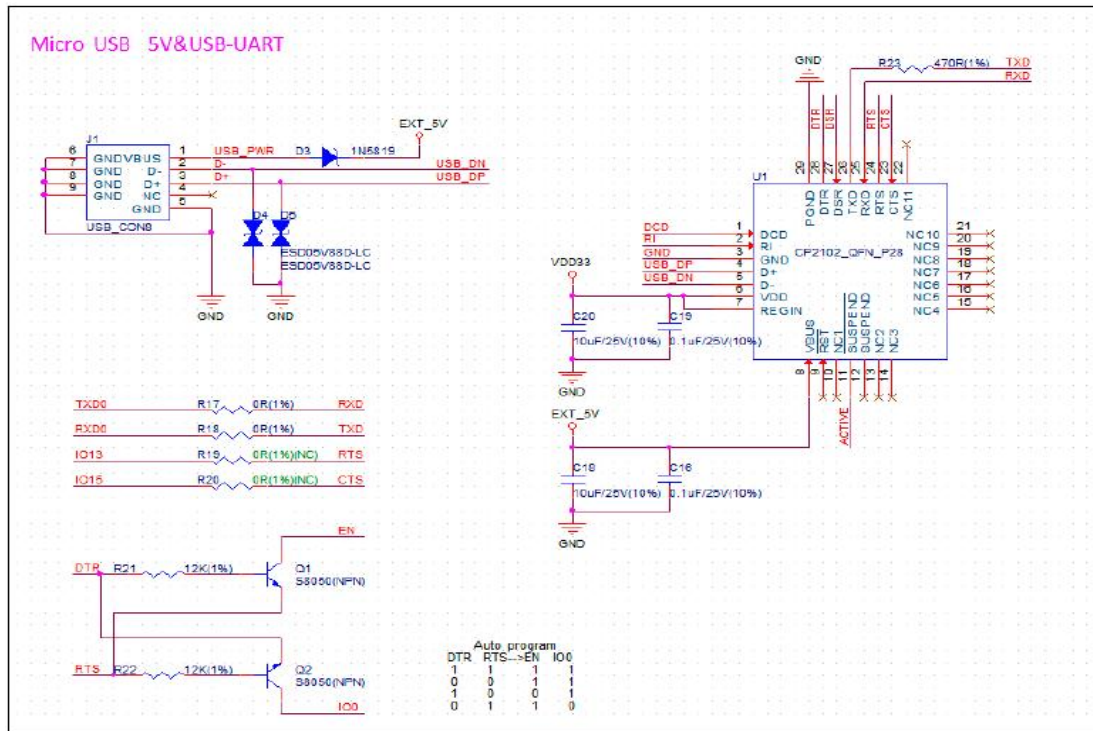 Micro USB 5V&USB-UART
J1
6 GND VBUS 1 USB_PWR D3 1N5819 EXT_5V
7 GND D- 2 D- USB_DN
8 GND D+ 3 D+ USB_DP
9 GND NC 4
GND 5
USB_CON8
D4 D5
ESD05V88D-LC
ESD05V88D-LC
GND GND
TXD0 R17 0R(1%) RXD
RXD0 R18 0R(1%) TXD
IO13 R19 0R(1%)(NC) RTS
IO15 R20 0R(1%)(NC) CTS
EN
DTR R21 12K(1%) Q1
S8050(NPN)
RTS R22 12K(1%) Q2
S8050(NPN)
IO0
Auto program
DTR RTS-->EN IO0
1 1 1 1
0 0 1 1
1 0 0 1
0 1 1 0
R23 470R(1%) TXD
RXD
GND
DTR DSR RTS CTS
29 28 27 26 25 24 23 22
U1
PGND DTR DSR TXD RXD RTS CTS NC11
CP2102_QFN_P28
DCD 1 DCD
RI 2 RI
GND 3 GND
USB_DP 4 D+
USB_DN 5 D-
6 VDD
7 REGIN
NC10 21
NC9 20
NC8 19
NC7 18
NC6 17
NC5 16
NC4 15
VBUS RST NC1 SUSPEND SUSPEND NC2 NC3
8 9 10 11 12 13 14
ACTIVE
VDD33
C20 C19
10uF/25V(10%) 0.1uF/25V(10%)
GND
EXT_5V
C18 C16
10uF/25V(10%) 0.1uF/25V(10%)
GND